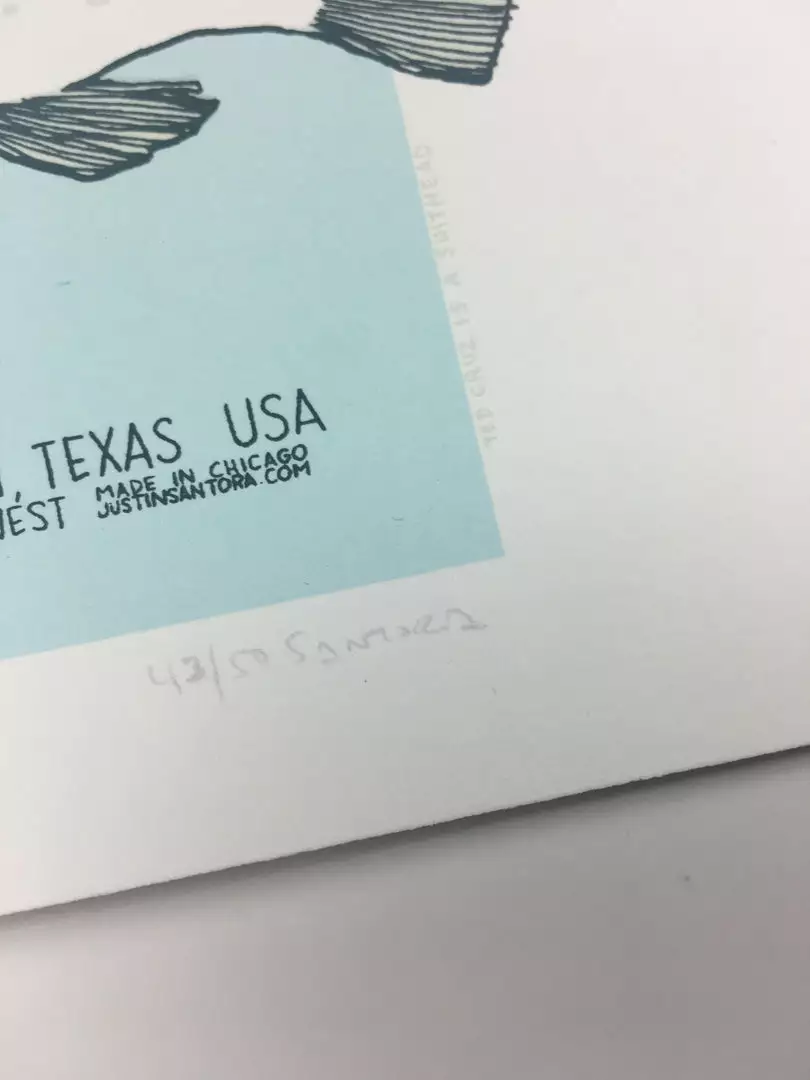 , TEXAS USA
EST MADE IN CHICAGO
JUSTINSANTORA.COM
TED CRUZ IS A SHITHEAD
43/50 SANTORA